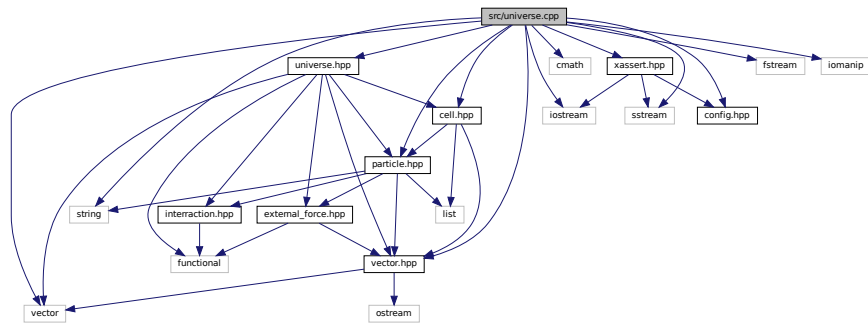 src/universe.cpp
universe.hpp
cmath
xassert.hpp
fstream
iomanip
cell.hpp
iostream
sstream
config.hpp
particle.hpp
string
interraction.hpp
external_force.hpp
list
functional
vector.hpp
vector
ostream